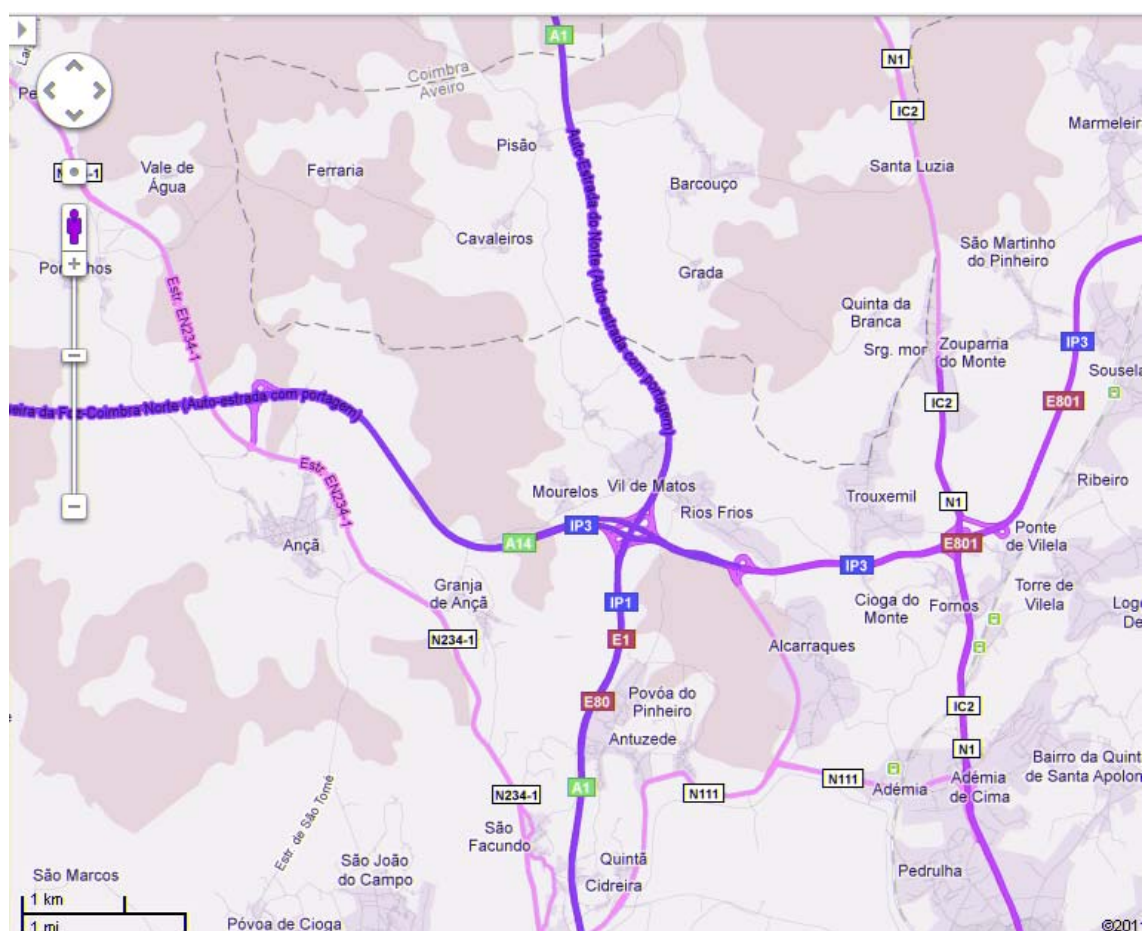 A1
N1
Coimbra
Aveiro
IC2
Marmeleir
Pisão
Auto-Estrada do Norte (Auto-estrada com portagem)
Vale de
Água
Ferraria
Santa Luzia
Barcouço
Cavaleiros
São Martinho
do Pinheiro
Grada
Estr. EN234-1
Quinta da
Branca
Srg. mor
Zouparria
do Monte
IP3
Sousela
eira da Foz-Coimbra Norte (Auto-estrada com portagem)
IC2
E801
Estr. EN234-1
Mourelos
Vil de Matos
Rios Frios
Trouxemil
N1
Ribeiro
IP3
Ançã
A14
E801
Ponte
de Vilela
IP3
Granja
de Ançã
IP1
Cioga do
Monte
Fornos
Torre de
Vilela
N234-1
E1
Alcarraques
E80
Povóa do
Pinheiro
IC2
Antuzede
N1
Bairro da Quint
de Santa Apolon
A1
N111
N111
Adémia
Adémia
de Cima
N234-1
Estr. de São Tomé
São
Facundo
São João
do Campo
Quintã
Cidreira
Pedrulha
São Marcos
1 km
1 mi
Póvoa de Cioga
©2011